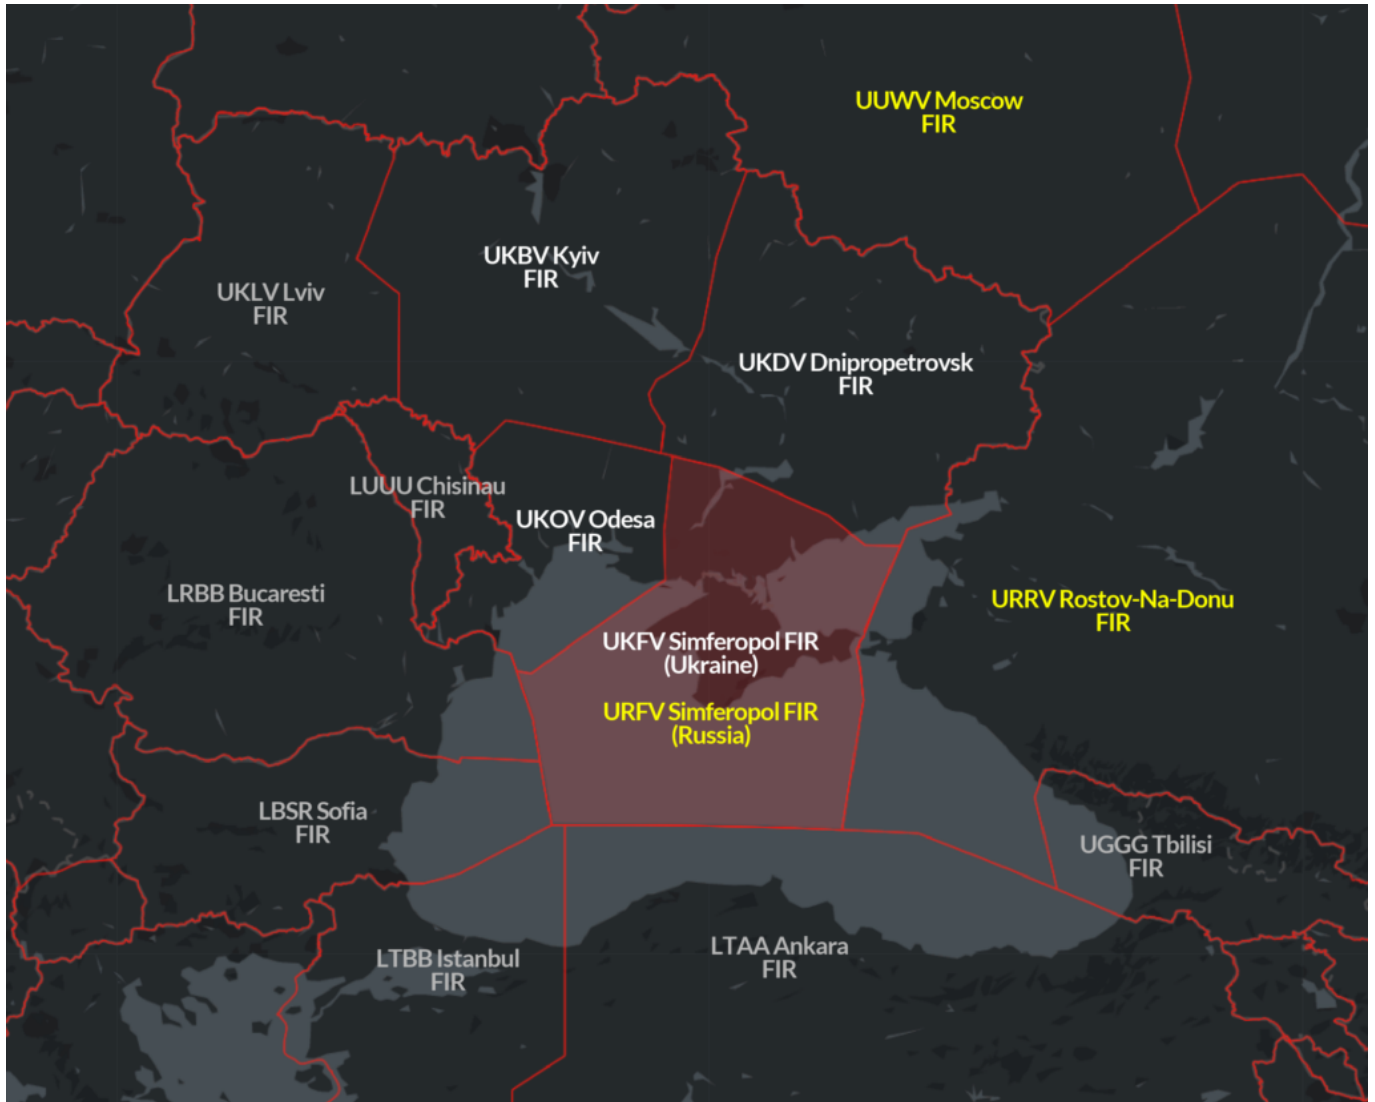 UUWV Moscow
FIR
UKBV Kyiv
FIR
UKLV Lviv
FIR
UKDV Dnipropetrovsk
FIR
LUUU Chisinau
FIR
UKOV Odesa
FIR
LRBB Bucaresti
FIR
URRV Rostov-Na-Donu
FIR
UKFV Simferopol FIR
(Ukraine)
URFV Simferopol FIR
(Russia)
LBSR Sofia
FIR
UGGG Tbilisi
FIR
LTBB Istanbul
FIR
LTAA Ankara
FIR